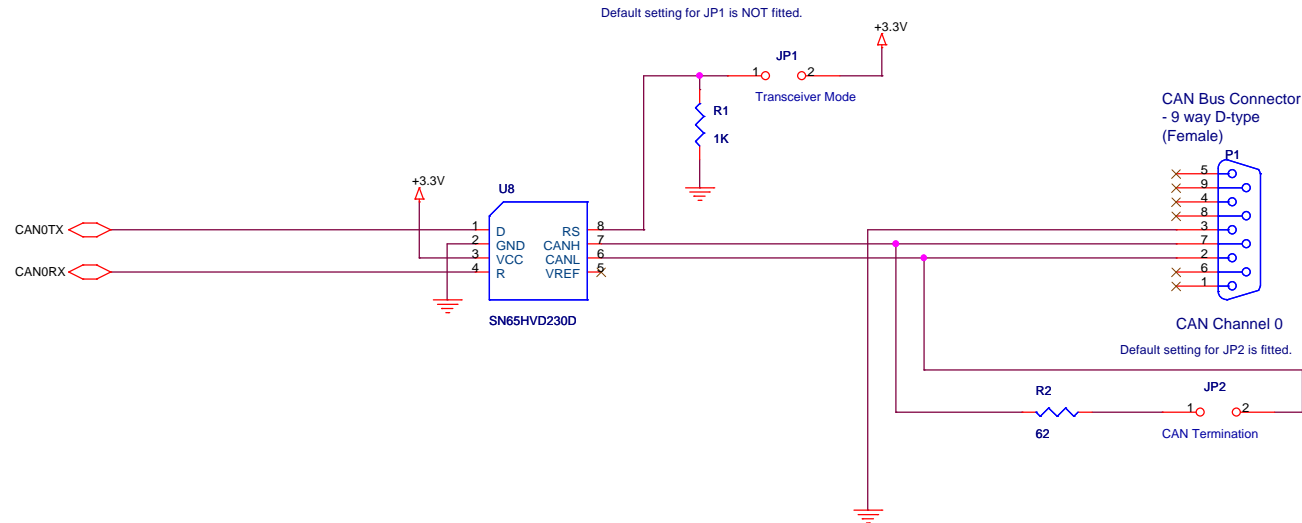 Default setting for JP1 is NOT fitted.
+3.3V
JP1
1 2
Transceiver Mode
R1
1K
CAN Bus Connector
- 9 way D-type
(Female)
P1
5
9
4
8
3
7
2
6
1
CAN Channel 0
+3.3V
U8
CAN0TX
1 D RS 8
2 GND CANH 7
3 VCC CANL 6
4 R VREF 5
CAN0RX
SN65HVD230D
Default setting for JP2 is fitted.
R2
62
JP2
1 2
CAN Termination